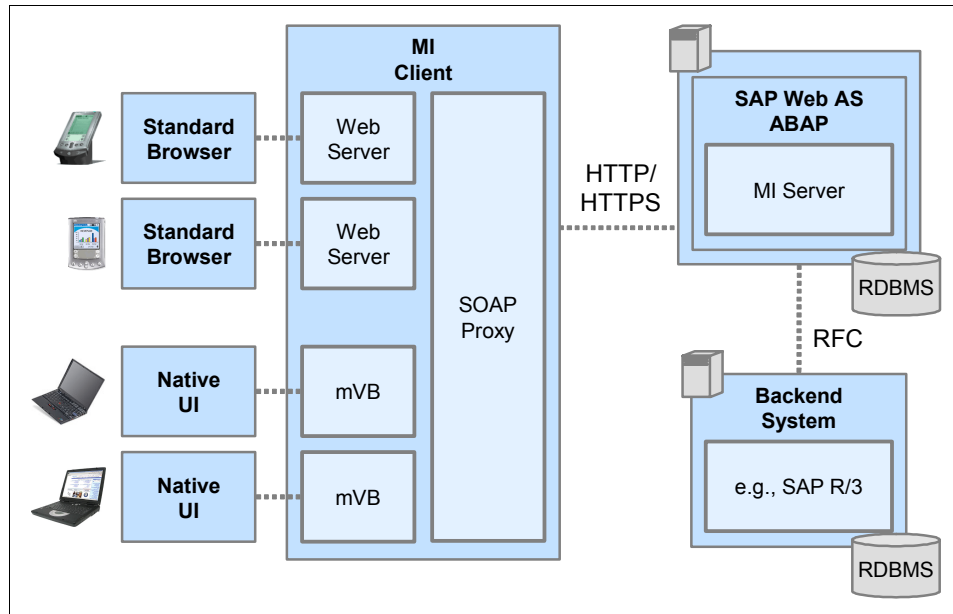 MI
Client
Standard
Browser
Web
Server
Standard
Browser
Web
Server
SOAP
Proxy
Native
UI
mVB
Native
UI
mVB
HTTP/
HTTPS
SAP Web AS
ABAP
MI Server
RDBMS
RFC
Backend
System
e.g., SAP R/3
RDBMS